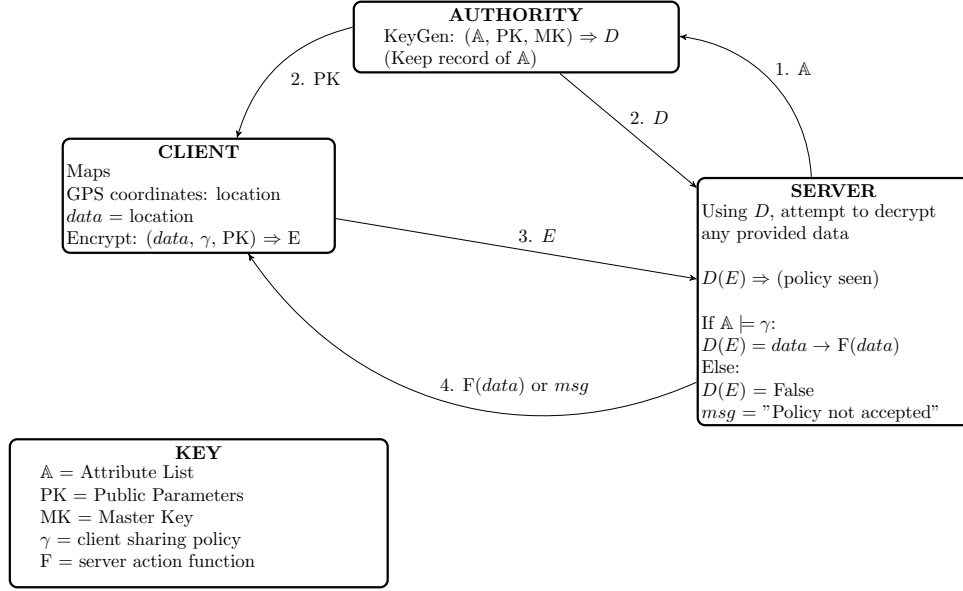 AUTHORITY
KeyGen: (𝔸, PK, MK) ⇒ D
(Keep record of 𝔸)
1. 𝔸
2. PK
2. D
CLIENT
Maps
GPS coordinates: location
data = location
Encrypt: (data, γ, PK) ⇒ E
3. E
SERVER
Using D, attempt to decrypt
any provided data
D(E) ⇒ (policy seen)
If 𝔸 ⊨ γ:
D(E) = data → F(data)
Else:
D(E) = False
msg = ”Policy not accepted”
4. F(data) or msg
KEY
𝔸 = Attribute List
PK = Public Parameters
MK = Master Key
γ = client sharing policy
F = server action function